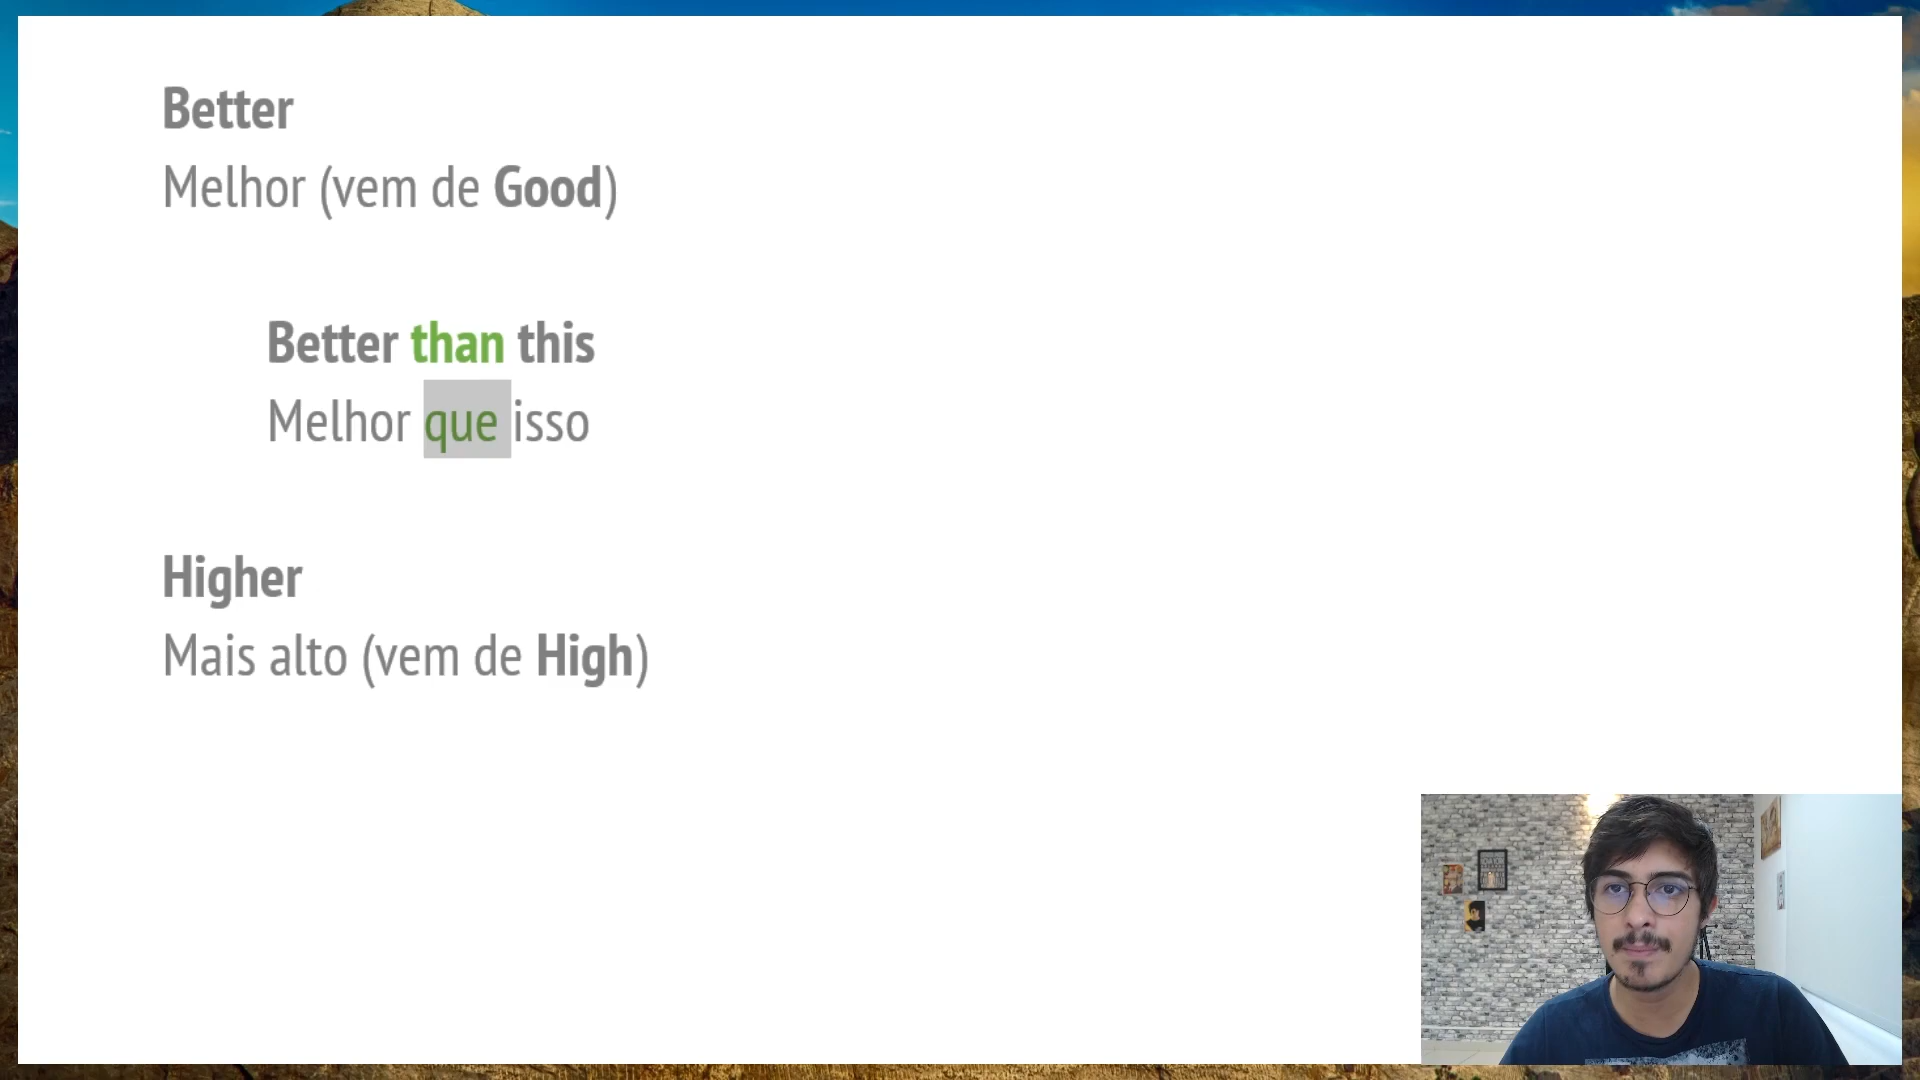 Better
Melhor (vem de Good)
Better than this
Melhor que isso
Higher
Mais alto (vem de High)